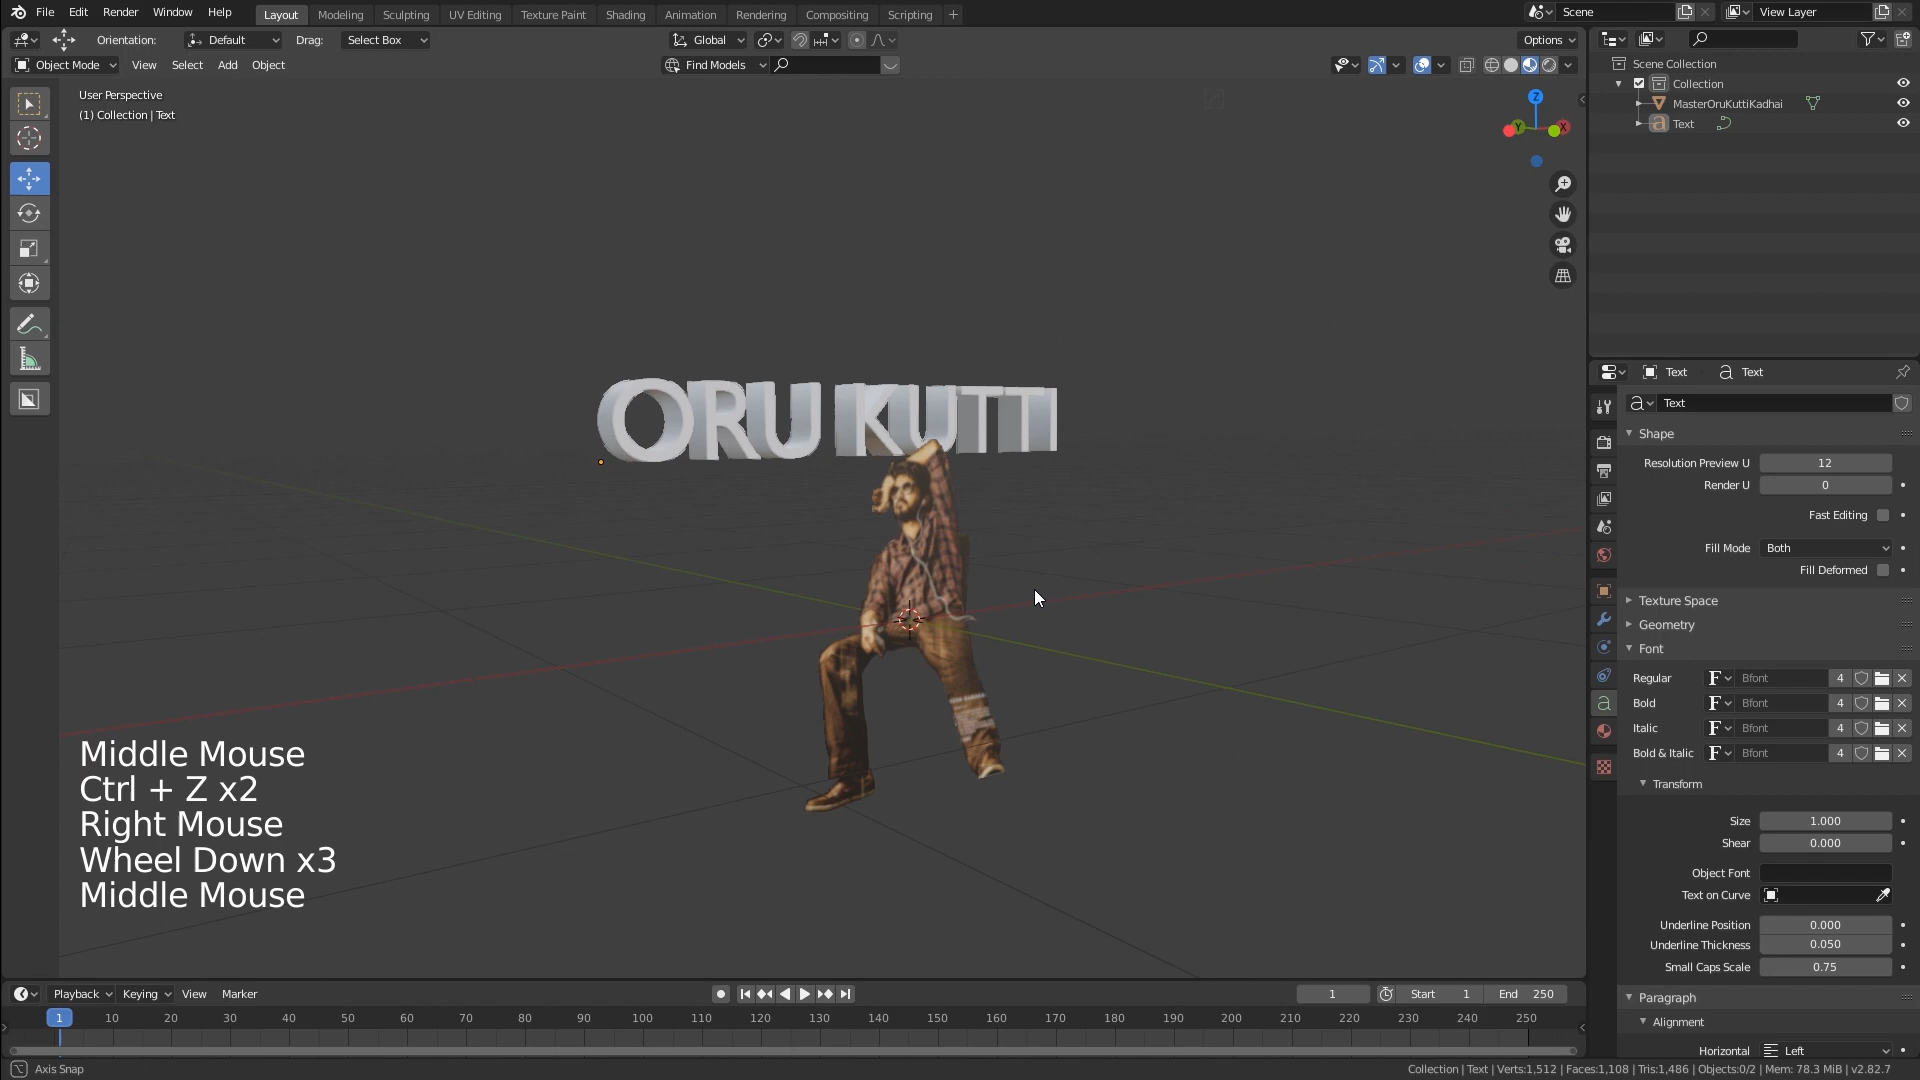 File Edit Render Window Help Layout Modeling Sculpting UV Editing Texture Paint Shading Animation Rendering Compositing Scripting Scene View Layer
Orientation: Default Drag: Select Box Global Options
Object Mode View Select Add Object Find Models
User Perspective
(1) Collection | Text
Scene Collection
Collection
MasterOruKuttiKadhai
Text
Z
Y
X
ORU KUTTI
Text Text
Text
Shape
Resolution Preview U 12
Render U 0
Fast Editing
Fill Mode Both
Fill Deformed
Texture Space
Geometry
Font
Regular F Bfont 4
Bold F Bfont 4
Italic F Bfont 4
Bold & Italic F Bfont 4
Transform
Size 1.000
Shear 0.000
Object Font
Text on Curve
Underline Position 0.000
Underline Thickness 0.050
Small Caps Scale 0.75
Paragraph
Alignment
Horizontal Left
Middle Mouse
Ctrl + Z x2
Right Mouse
Wheel Down x3
Middle Mouse
Playback Keying View Marker 1 Start 1 End 250
1 10 20 30 40 50 60 70 80 90 100 110 120 130 140 150 160 170 180 190 200 210 220 230 240 250
Axis Snap
Collection | Text | Verts:1,512 | Faces:1,108 | Tris:1,486 | Objects:0/2 | Mem: 78.3 MiB | v2.82.7